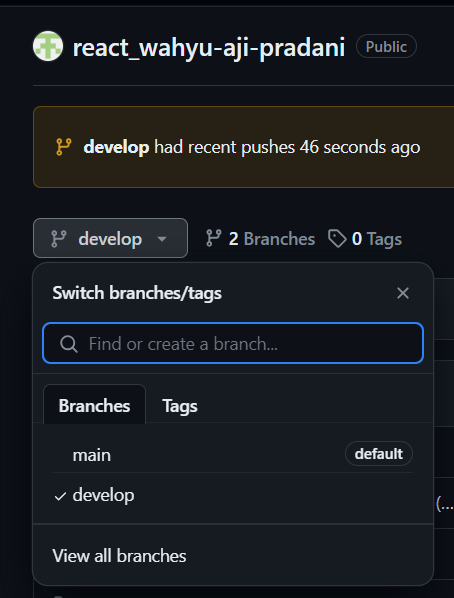 react_wahyu-aji-pradani Public
develop had recent pushes 46 seconds ago
develop 2 Branches 0 Tags
Switch branches/tags
Find or create a branch...
Branches Tags
main default
develop
(...
View all branches